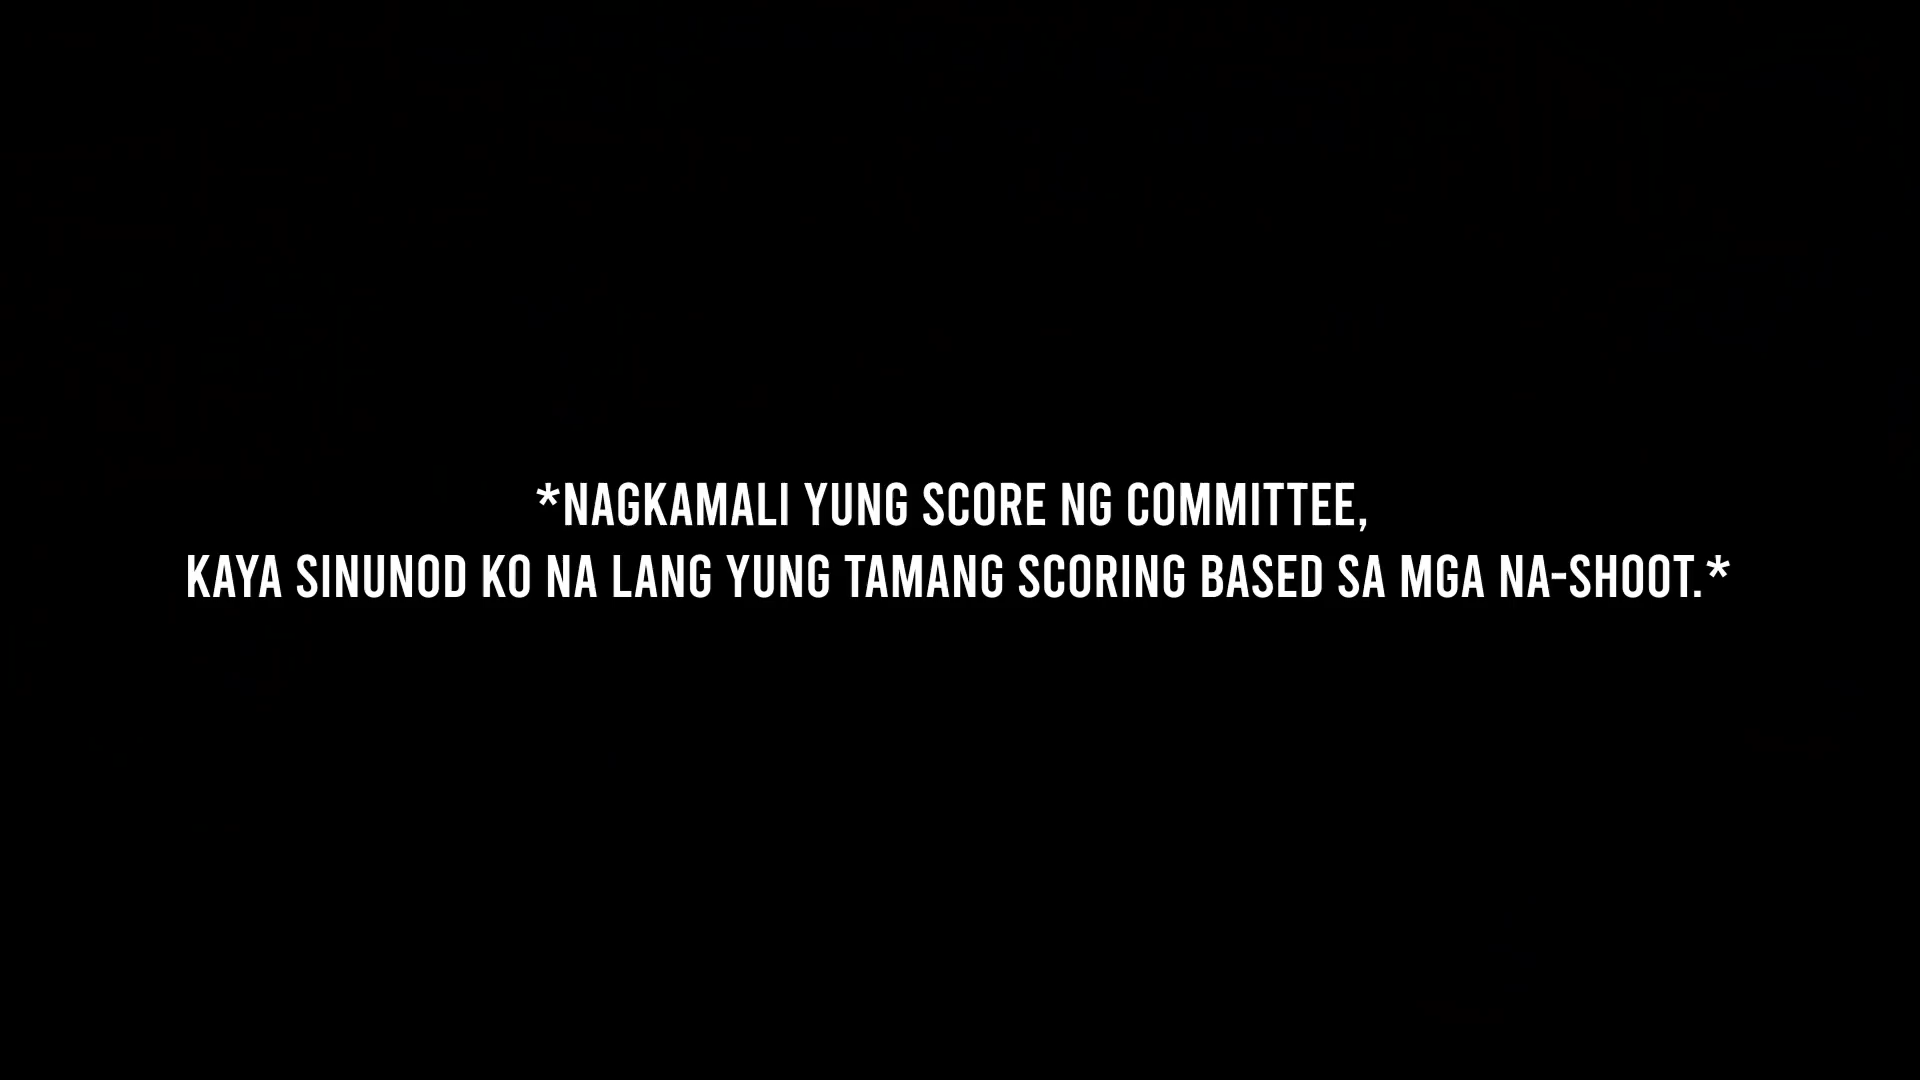 *NAGKAMALI YUNG SCORE NG COMMITTEE,
KAYA SINUNOD KO NA LANG YUNG TAMANG SCORING BASED SA MGA NA-SHOOT.*